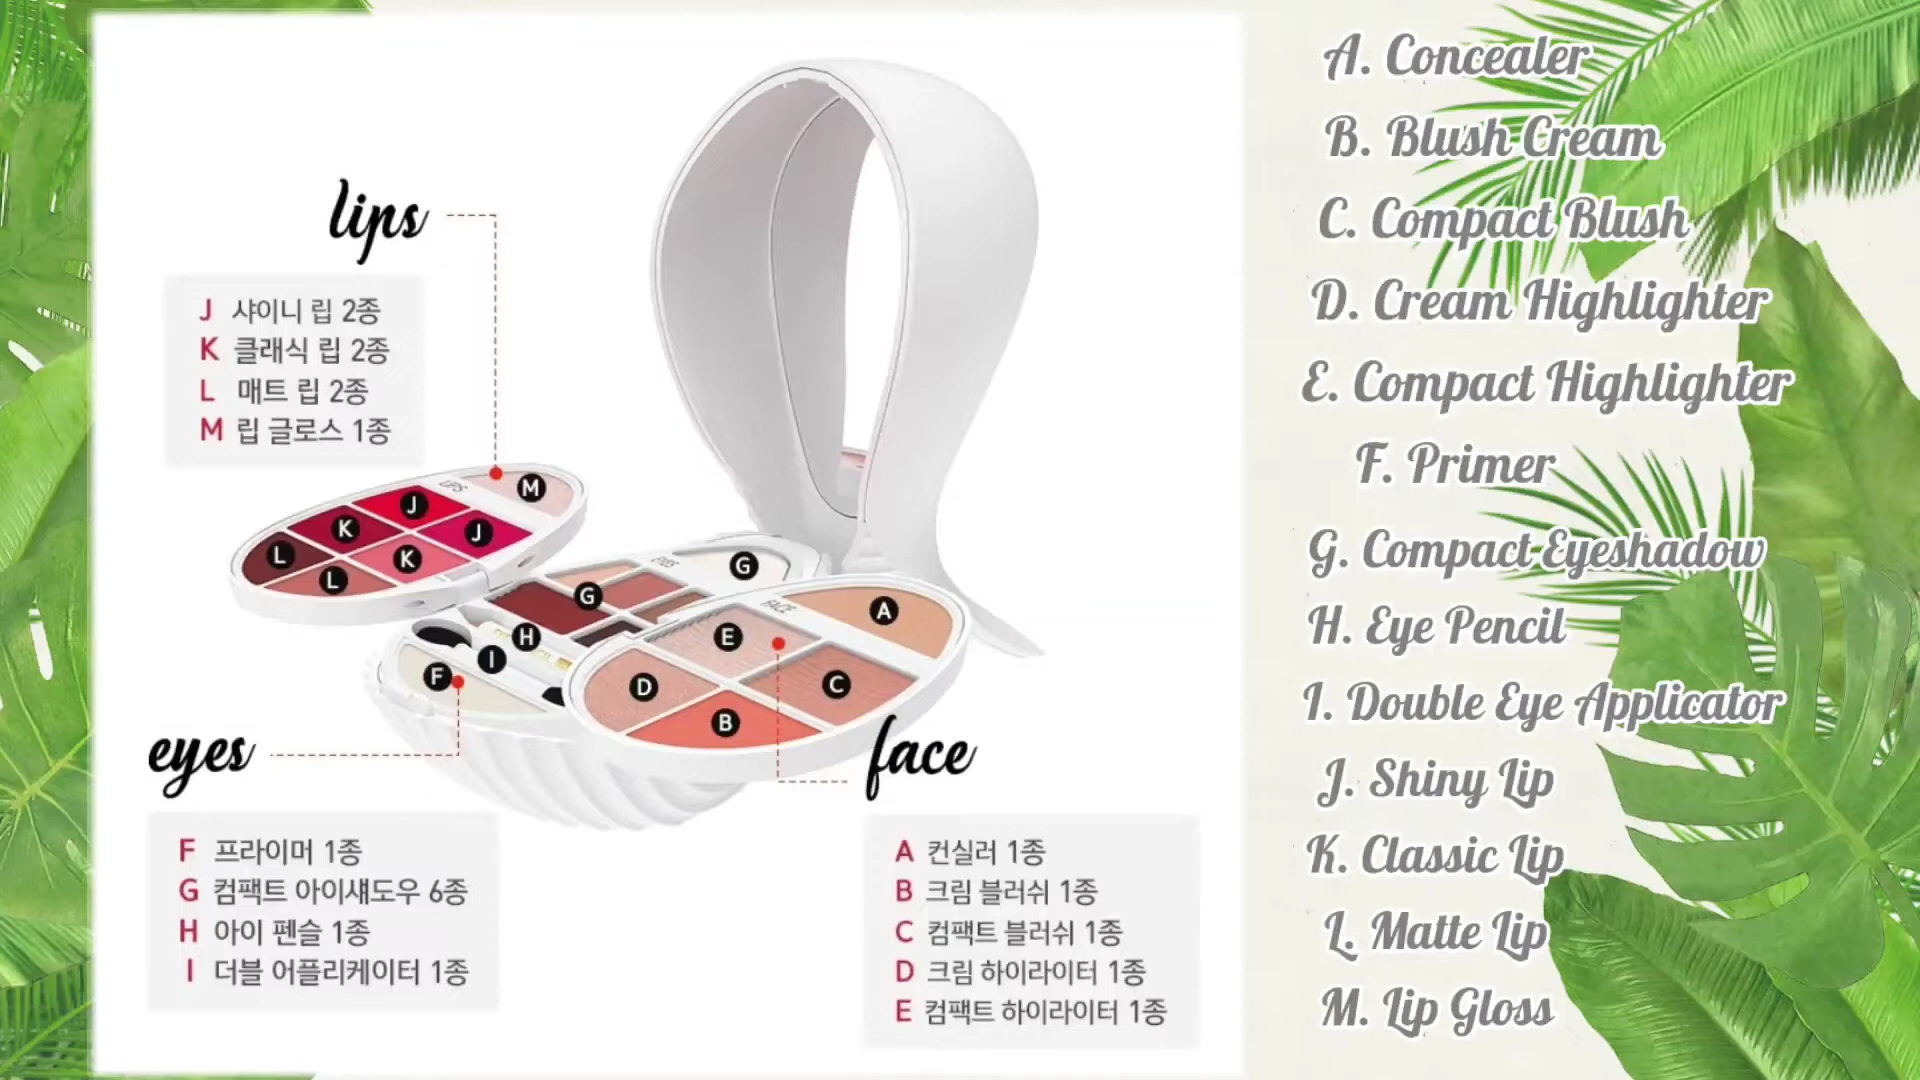 lips
J 샤이니 립 2종
K 클래식 립 2종
L 매트 립 2종
M 립 글로스 1종
LIPS
M
J
K
J
L
K
L
EYES
G
G
FACE
A
H
E
I
F
D
C
B
eyes
face
F 프라이머 1종
G 컴팩트 아이섀도우 6종
H 아이 펜슬 1종
I 더블 어플리케이터 1종
A 컨실러 1종
B 크림 블러쉬 1종
C 컴팩트 블러쉬 1종
D 크림 하이라이터 1종
E 컴팩트 하이라이터 1종
A. Concealer
B. Blush Cream
C. Compact Blush
D. Cream Highlighter
E. Compact Highlighter
F. Primer
G. Compact Eyeshadow
H. Eye Pencil
I. Double Eye Applicator
J. Shiny Lip
K. Classic Lip
L. Matte Lip
M. Lip Gloss